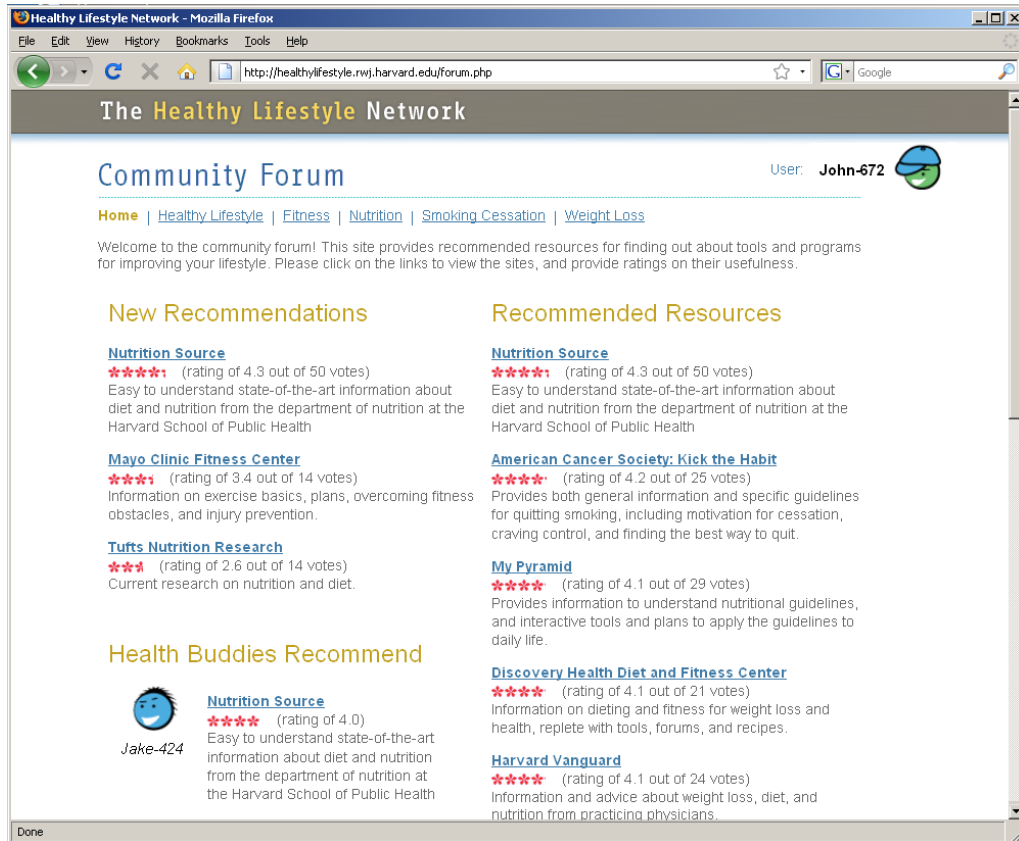 Healthy Lifestyle Network - Mozilla Firefox
File Edit View History Bookmarks Tools Help
http://healthylifestyle.rwj.harvard.edu/forum.php
G Google
The Healthy Lifestyle Network
Community Forum
User: John-672
Home | Healthy Lifestyle | Fitness | Nutrition | Smoking Cessation | Weight Loss
Welcome to the community forum! This site provides recommended resources for finding out about tools and programs
for improving your lifestyle. Please click on the links to view the sites, and provide ratings on their usefulness.
New Recommendations
Nutrition Source
(rating of 4.3 out of 50 votes)
Easy to understand state-of-the-art information about
diet and nutrition from the department of nutrition at the
Harvard School of Public Health
Mayo Clinic Fitness Center
(rating of 3.4 out of 14 votes)
Information on exercise basics, plans, overcoming fitness
obstacles, and injury prevention.
Tufts Nutrition Research
(rating of 2.6 out of 14 votes)
Current research on nutrition and diet.
Health Buddies Recommend
Jake-424
Nutrition Source
(rating of 4.0)
Easy to understand state-of-the-art
information about diet and nutrition
from the department of nutrition at
the Harvard School of Public Health
Recommended Resources
Nutrition Source
(rating of 4.3 out of 50 votes)
Easy to understand state-of-the-art information about
diet and nutrition from the department of nutrition at the
Harvard School of Public Health
American Cancer Society: Kick the Habit
(rating of 4.2 out of 25 votes)
Provides both general information and specific guidelines
for quitting smoking, including motivation for cessation,
craving control, and finding the best way to quit.
My Pyramid
(rating of 4.1 out of 29 votes)
Provides information to understand nutritional guidelines,
and interactive tools and plans to apply the guidelines to
daily life.
Discovery Health Diet and Fitness Center
(rating of 4.1 out of 21 votes)
Information on dieting and fitness for weight loss and
health, replete with tools, forums, and recipes.
Harvard Vanguard
(rating of 4.1 out of 24 votes)
Information and advice about weight loss, diet, and
nutrition from practicing physicians.
Done